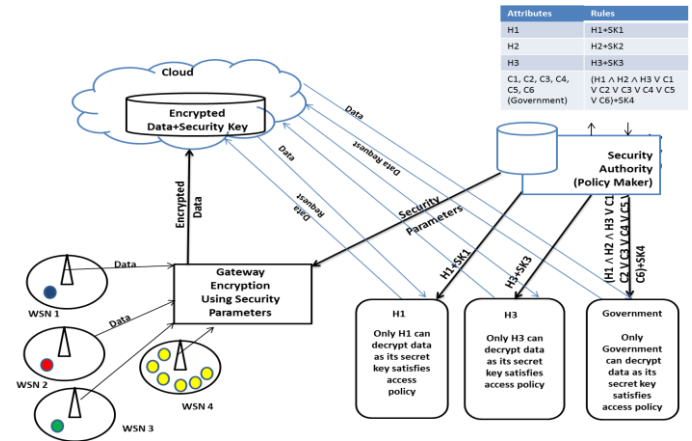 Attributes Rules
H1 H1+SK1
H2 H2+SK2
H3 H3+SK3
C1, C2, C3, C4, (H1 Λ H2 Λ H3 V C1
C5, C6 V C2 V C3 V C4 V C5
(Government) V C6)+SK4
Cloud
Encrypted
Data+Security Key
Data
Data Request
Data
Request
Data
Security
Authority
(Policy Maker)
Encrypted
Data
Security
Parameters
H1+SK1
H3+SK3
(H1 Λ H2 Λ H3 V C1
C2 V C3 V C4 V C5
C6)+SK4
Data
WSN 1
Gateway
Encryption
Using Security
Parameters
Data
WSN 2
WSN 3
WSN 4
H1
Only H1 can
decrypt data
as its secret
key satisfies
access
policy
H3
Only H3 can
decrypt data
as its secret
key satisfies
access policy
Government
Only
Government
can decrypt
data as its
secret key
satisfies
access policy